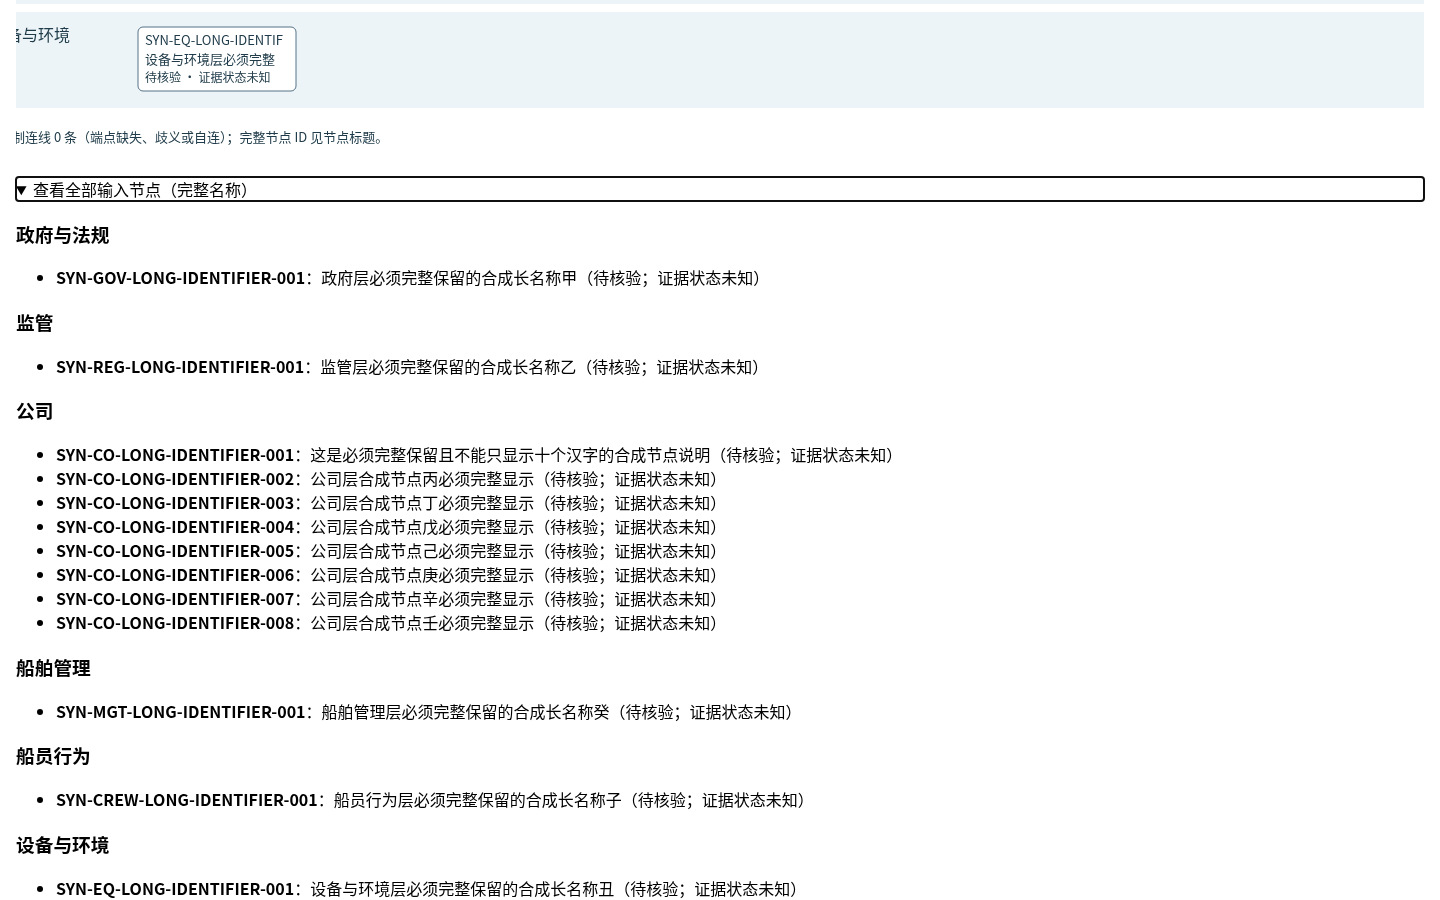 备与环境
SYN-EQ-LONG-IDENTIF
设备与环境层必须完整
待核验 · 证据状态未知
制连线 0 条（端点缺失、歧义或自连）；完整节点 ID 见节点标题。
▼ 查看全部输入节点（完整名称）
政府与法规
• SYN-GOV-LONG-IDENTIFIER-001：政府层必须完整保留的合成长名称甲（待核验；证据状态未知）
监管
• SYN-REG-LONG-IDENTIFIER-001：监管层必须完整保留的合成长名称乙（待核验；证据状态未知）
公司
• SYN-CO-LONG-IDENTIFIER-001：这是必须完整保留且不能只显示十个汉字的合成节点说明（待核验；证据状态未知）
• SYN-CO-LONG-IDENTIFIER-002：公司层合成节点丙必须完整显示（待核验；证据状态未知）
• SYN-CO-LONG-IDENTIFIER-003：公司层合成节点丁必须完整显示（待核验；证据状态未知）
• SYN-CO-LONG-IDENTIFIER-004：公司层合成节点戊必须完整显示（待核验；证据状态未知）
• SYN-CO-LONG-IDENTIFIER-005：公司层合成节点己必须完整显示（待核验；证据状态未知）
• SYN-CO-LONG-IDENTIFIER-006：公司层合成节点庚必须完整显示（待核验；证据状态未知）
• SYN-CO-LONG-IDENTIFIER-007：公司层合成节点辛必须完整显示（待核验；证据状态未知）
• SYN-CO-LONG-IDENTIFIER-008：公司层合成节点壬必须完整显示（待核验；证据状态未知）
船舶管理
• SYN-MGT-LONG-IDENTIFIER-001：船舶管理层必须完整保留的合成长名称癸（待核验；证据状态未知）
船员行为
• SYN-CREW-LONG-IDENTIFIER-001：船员行为层必须完整保留的合成长名称子（待核验；证据状态未知）
设备与环境
• SYN-EQ-LONG-IDENTIFIER-001：设备与环境层必须完整保留的合成长名称丑（待核验；证据状态未知）